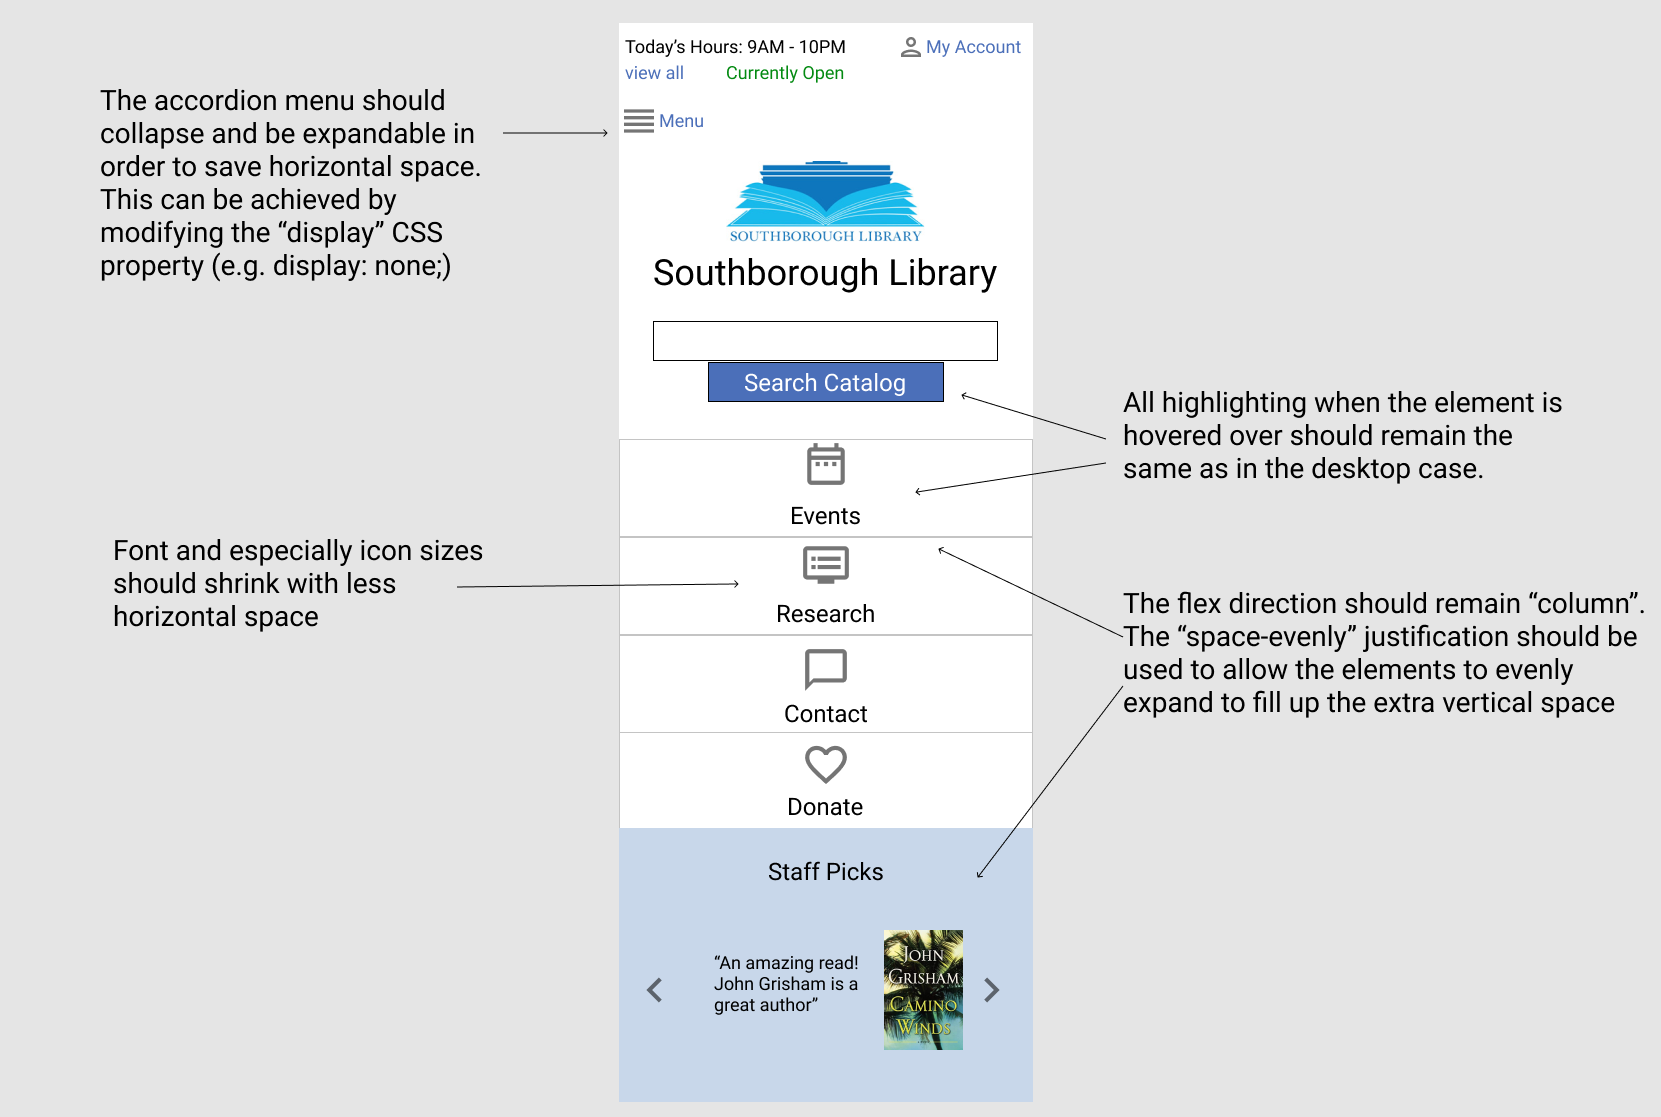 Today’s Hours: 9AM - 10PM
My Account
view all
Currently Open
Menu
SOUTHBOROUGH LIBRARY
Southborough Library
Search Catalog
Events
Research
Contact
Donate
Staff Picks
“An amazing read!
John Grisham is a
great author”
JOHN
GRISHAM
CAMINO
WINDS
The accordion menu should
collapse and be expandable in
order to save horizontal space.
This can be achieved by
modifying the “display” CSS
property (e.g. display: none;)
Font and especially icon sizes
should shrink with less
horizontal space
All highlighting when the element is
hovered over should remain the
same as in the desktop case.
The flex direction should remain “column”.
The “space-evenly” justification should be
used to allow the elements to evenly
expand to fill up the extra vertical space